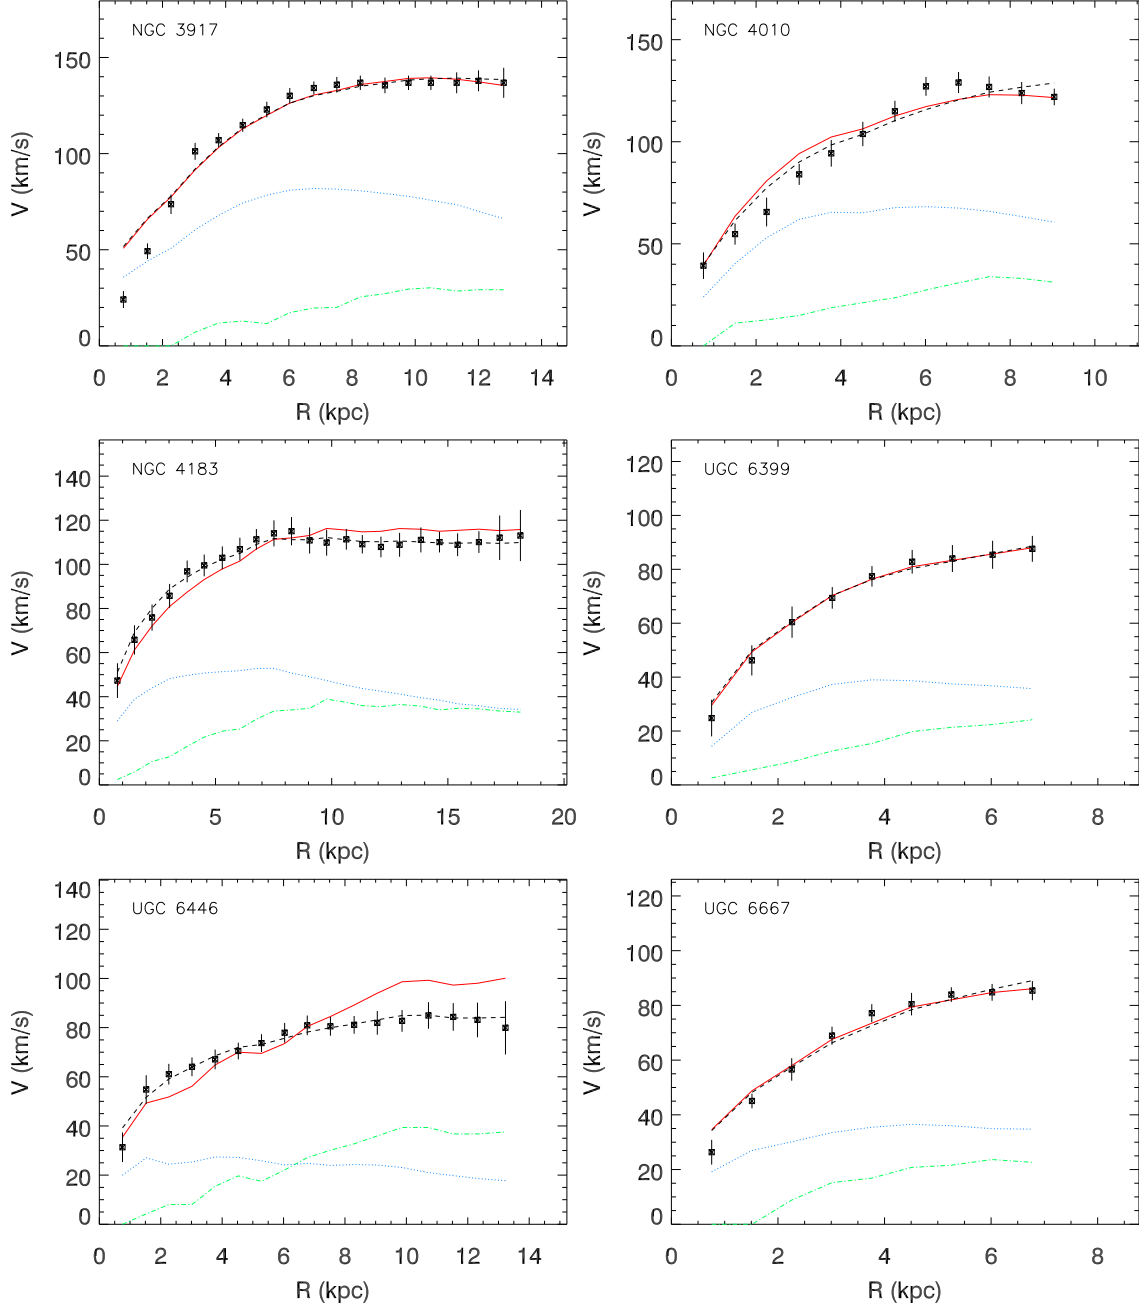 NGC 3917
150
100
50
0
V (km/s)
0 2 4 6 8 10 12 14
R (kpc)
NGC 4010
150
100
50
0
V (km/s)
0 2 4 6 8 10
R (kpc)
NGC 4183
140
120
100
80
60
40
20
0
V (km/s)
0 5 10 15 20
R (kpc)
UGC 6399
120
100
80
60
40
20
0
V (km/s)
0 2 4 6 8
R (kpc)
UGC 6446
140
120
100
80
60
40
20
0
V (km/s)
0 2 4 6 8 10 12 14
R (kpc)
UGC 6667
120
100
80
60
40
20
0
V (km/s)
0 2 4 6 8
R (kpc)